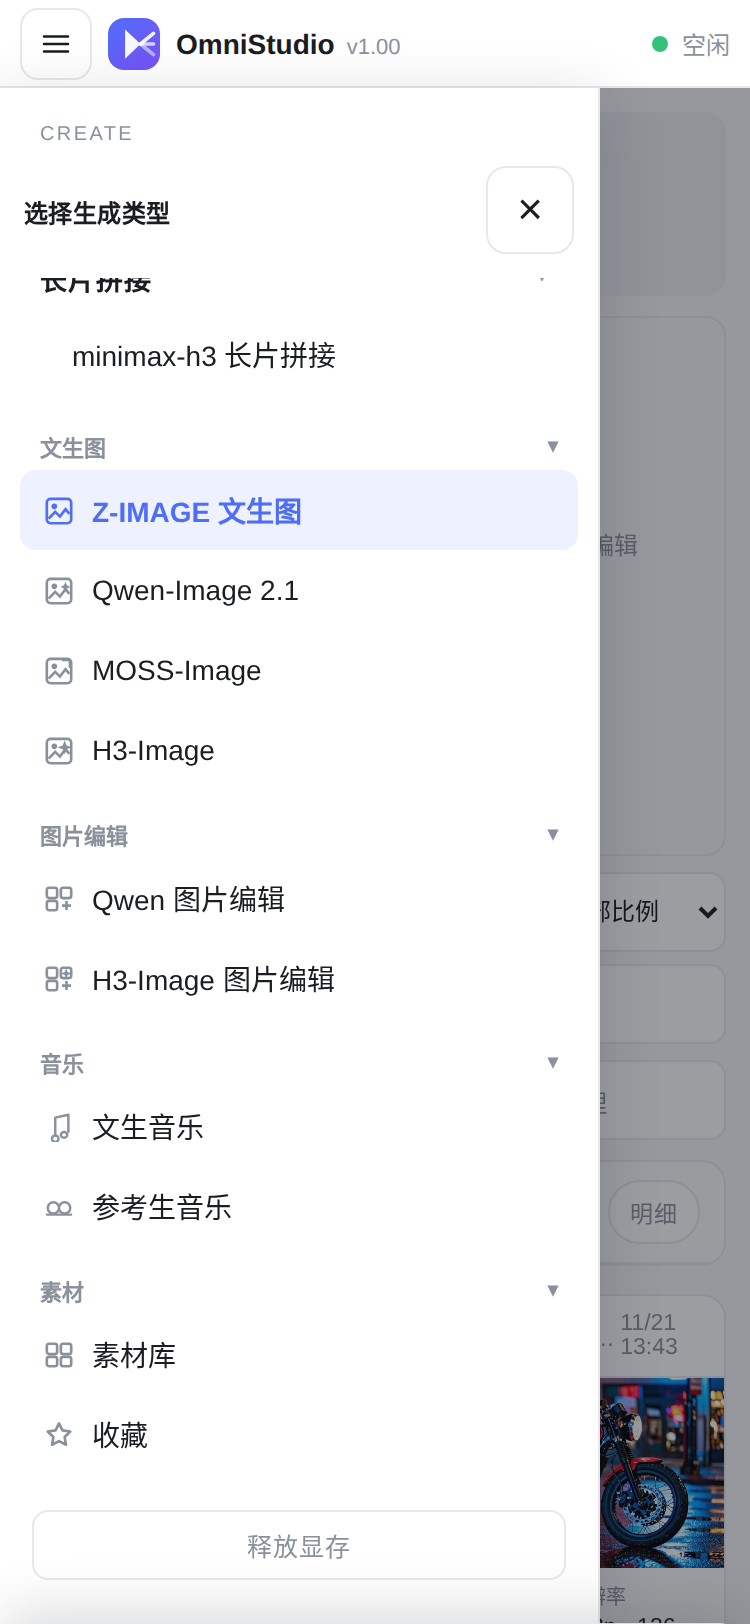 OmniStudio v1.00
空闲
CREATE
选择生成类型
长片拼接
minimax-h3 长片拼接
文生图
Z-IMAGE 文生图
Qwen-Image 2.1
MOSS-Image
H3-Image
图片编辑
Qwen 图片编辑
H3-Image 图片编辑
音乐
文生音乐
参考生音乐
素材
素材库
收藏
释放显存
编辑
比例
明细
11/21
13:43
率